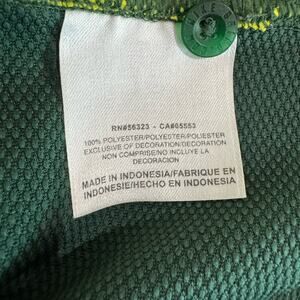 NIKE
RN#56323 - CA#05553
100% POLYESTER/POLYESTER/POLIESTER
EXCLUSIVE OF DECORATION/DECORATION
NON COMPRISE/NO INCLUYE LA
DECORACION
MADE IN INDONESIA/FABRIQUE EN
INDONESIE/HECHO EN INDONESIA